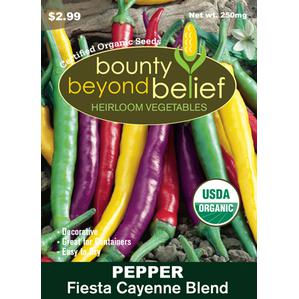 $2.99 Net wt. 250mg
Certified Organic Seeds
bounty
beyond belief
HEIRLOOM VEGETABLES
USDA
ORGANIC
• Decorative
• Great for Containers
• Easy to Dry
PEPPER
Fiesta Cayenne Blend